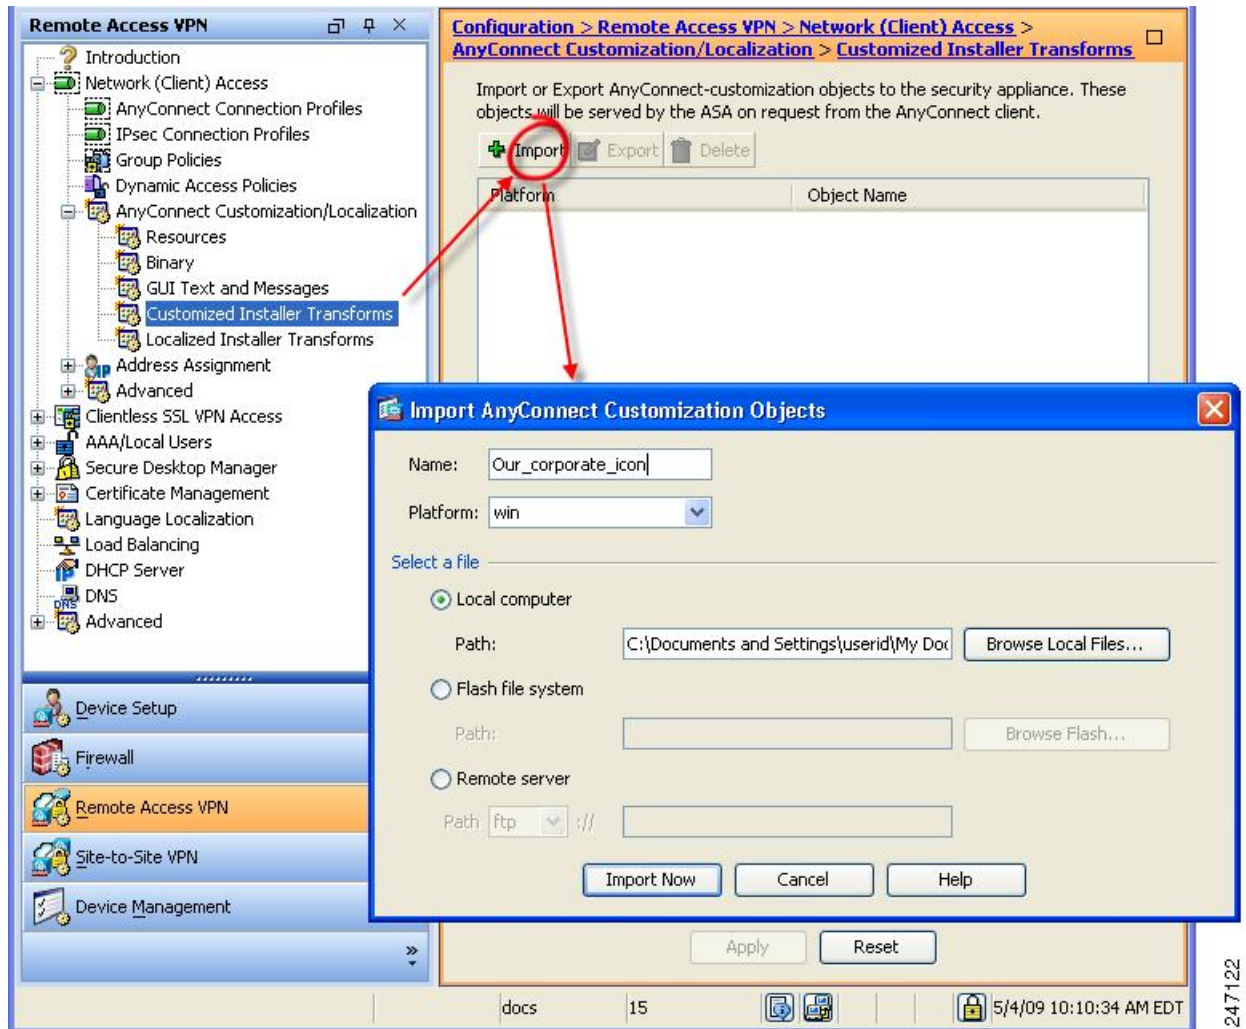 Remote Access VPN
Introduction
Network (Client) Access
AnyConnect Connection Profiles
IPsec Connection Profiles
Group Policies
Dynamic Access Policies
AnyConnect Customization/Localization
Resources
Binary
GUI Text and Messages
Customized Installer Transforms
Localized Installer Transforms
Address Assignment
Advanced
Clientless SSL VPN Access
AAA/Local Users
Secure Desktop Manager
Certificate Management
Language Localization
Load Balancing
DHCP Server
DNS
DNS
Advanced
Device Setup
Firewall
Remote Access VPN
Site-to-Site VPN
Device Management
Configuration > Remote Access VPN > Network (Client) Access >
AnyConnect Customization/Localization > Customized Installer Transforms
Import or Export AnyConnect-customization objects to the security appliance. These
objects will be served by the ASA on request from the AnyConnect client.
Import Export Delete
Platform Object Name
Import AnyConnect Customization Objects
Name: Our_corporate_icon
Platform: win
Select a file
Local computer
Path: C:\Documents and Settings\userid\My Doc Browse Local Files...
Flash file system
Path: Browse Flash...
Remote server
Path ftp ://
Import Now Cancel Help
Apply Reset
docs 15 5/4/09 10:10:34 AM EDT
247122